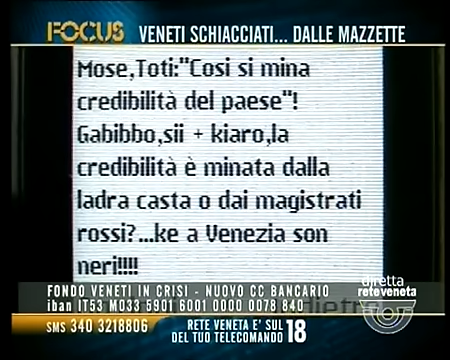 FOCUS VENETI SCHIACCIATI... DALLE MAZZETTE
Mose,Toti:"Cosi si mina
credibilità del paese"!
Gabibbo,sii + kiaro,la
credibilità è minata dalla
ladra casta o dai magistrati
rossi?...ke a Venezia son
neri!!!!
diretta
reteveneta
FONDO VENETI IN CRISI - NUOVO CC BANCARIO
iban IT53 M033 5901 6001 0000 0078 840
SMS 340 3218806
RETE VENETA E' SUL
DEL TUO TELECOMANDO 18